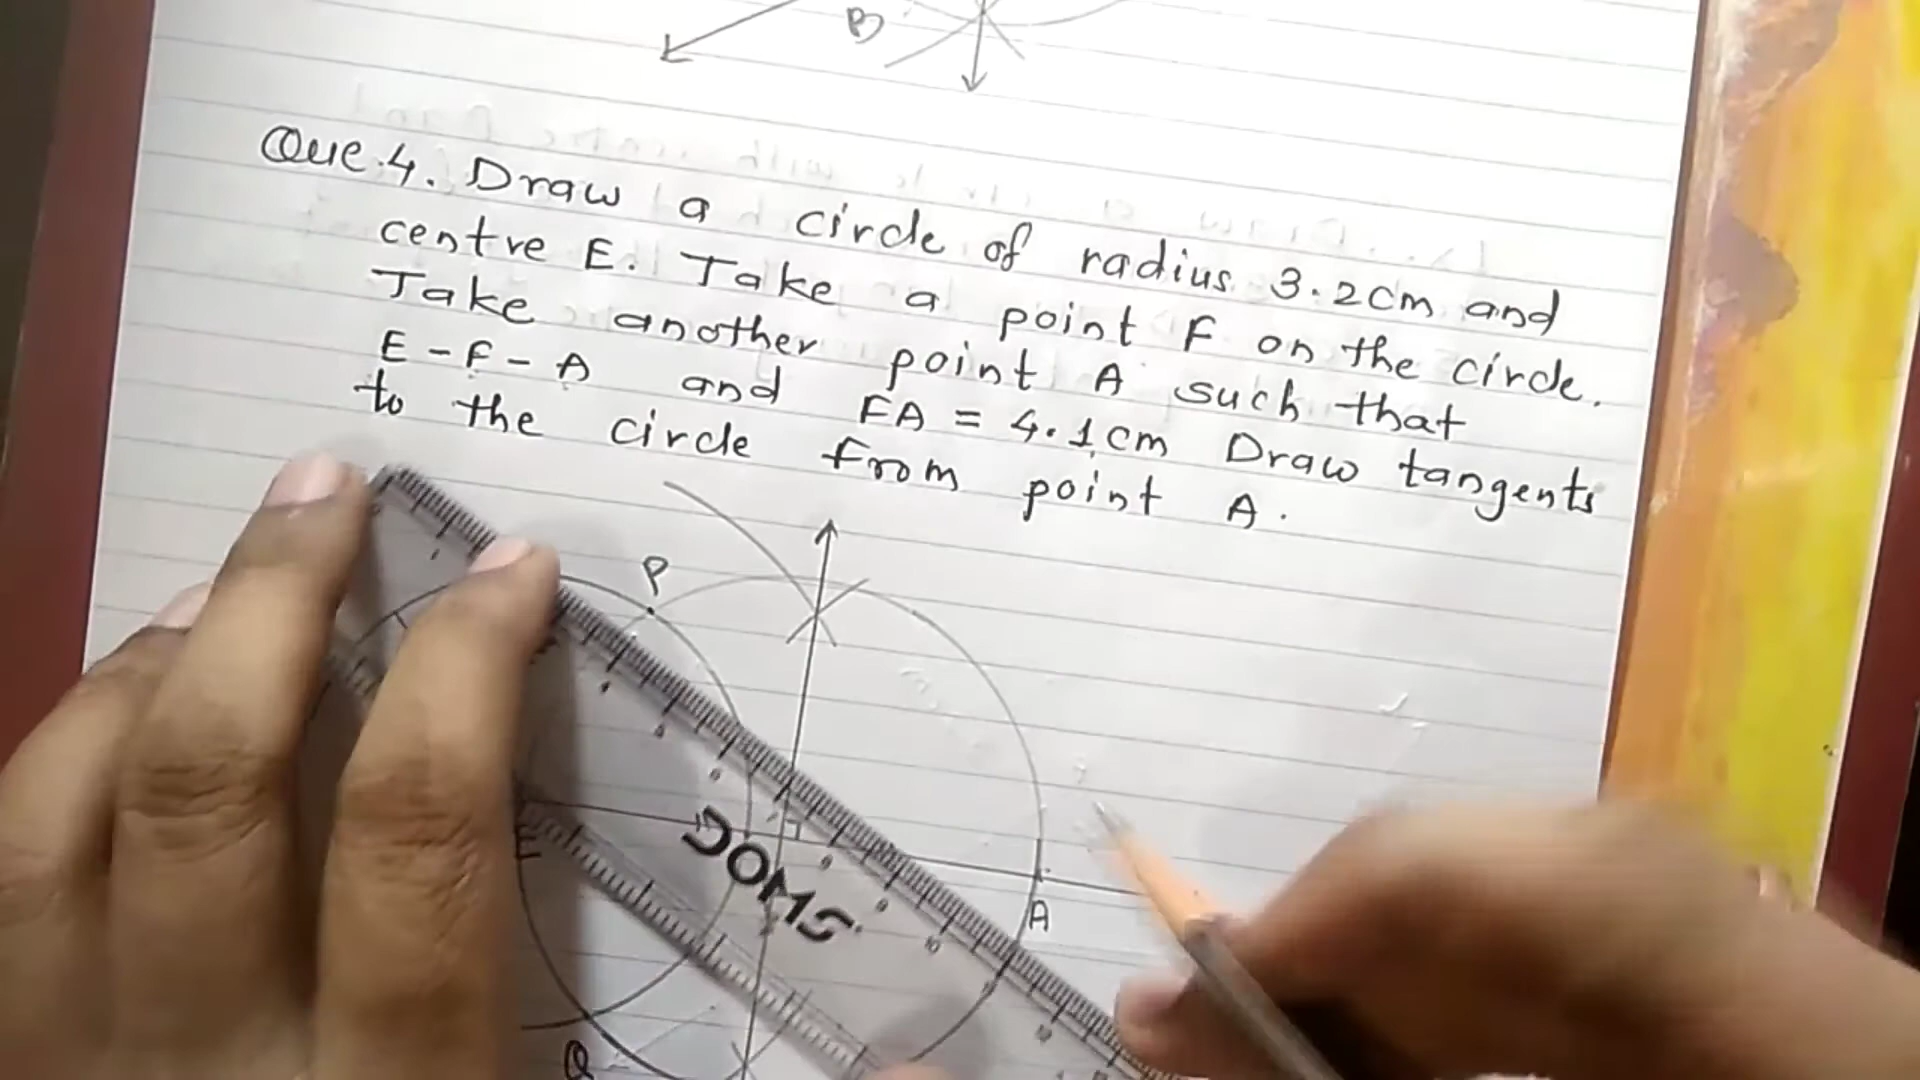 B
Que.4. Draw a circle of radius 3.2cm and
centre E. Take a point F on the circle.
Take another point A such that
E-F-A and FA = 4.1cm Draw tangents
to the circle from point A.
P
E
DOMS
A
Q